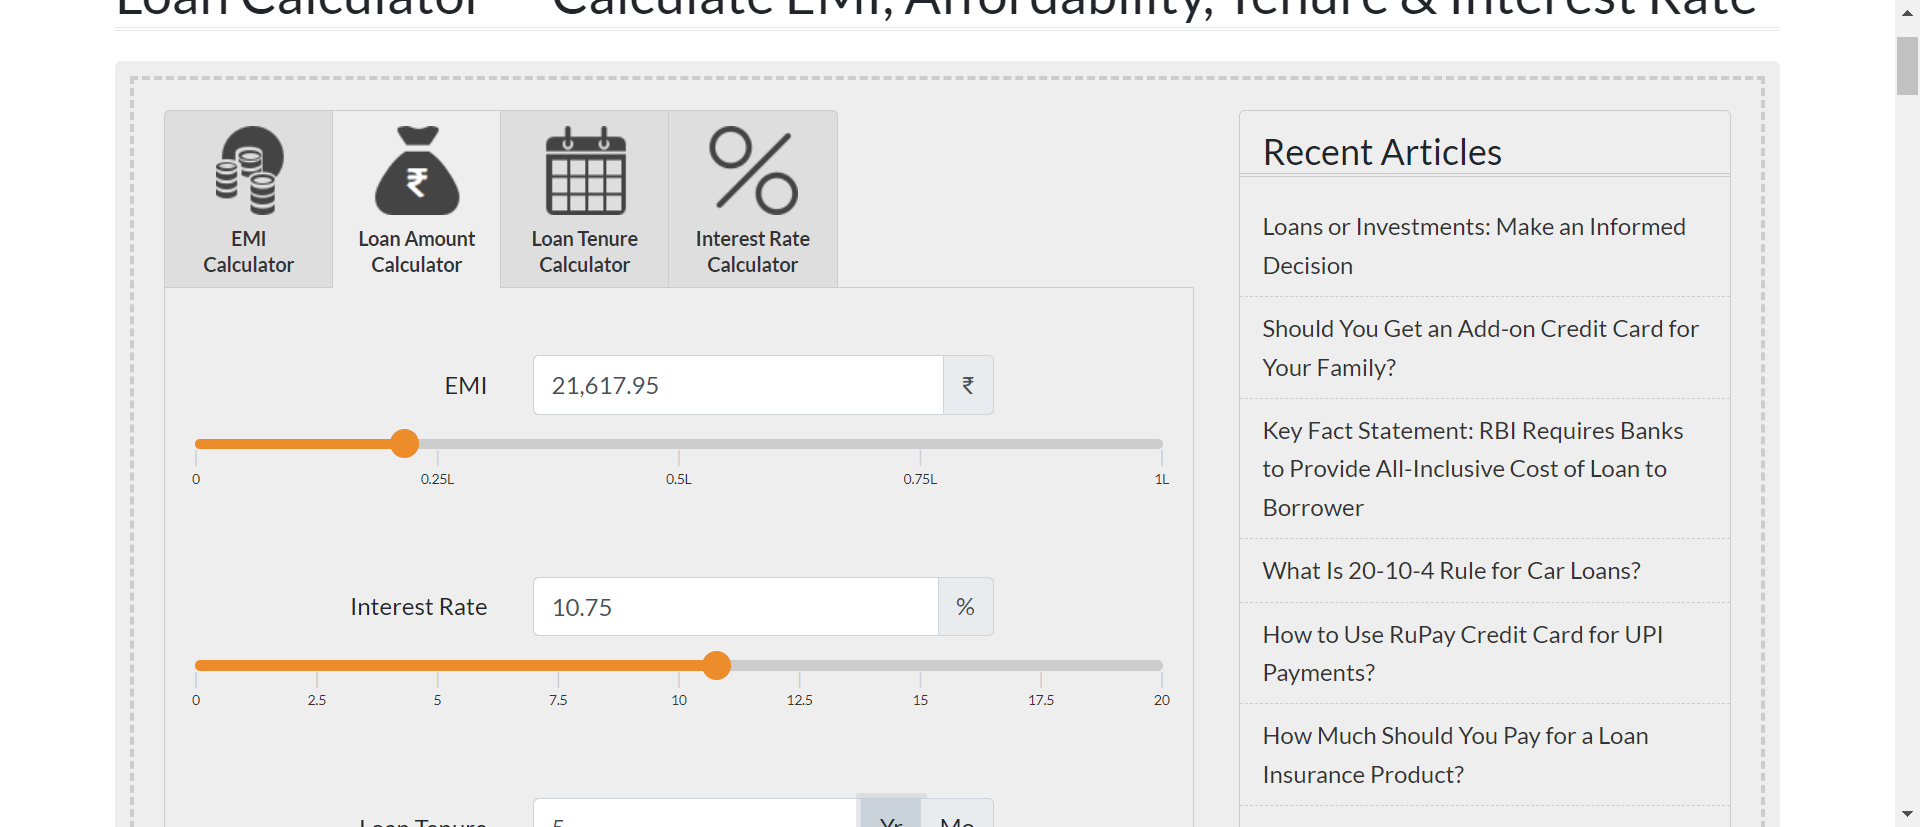 Loan Calculator — Calculate EMI, Affordability, Tenure & Interest Rate
EMI
Calculator
Loan Amount
Calculator
Loan Tenure
Calculator
Interest Rate
Calculator
EMI
21,617.95
₹
0
0.25L
0.5L
0.75L
1L
Interest Rate
10.75
%
0
2.5
5
7.5
10
12.5
15
17.5
20
Loan Tenure
5
Yr
Mo
Recent Articles
Loans or Investments: Make an Informed
Decision
Should You Get an Add-on Credit Card for
Your Family?
Key Fact Statement: RBI Requires Banks
to Provide All-Inclusive Cost of Loan to
Borrower
What Is 20-10-4 Rule for Car Loans?
How to Use RuPay Credit Card for UPI
Payments?
How Much Should You Pay for a Loan
Insurance Product?